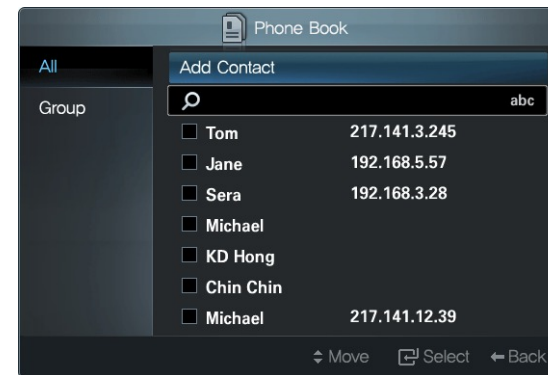 Phone Book
All
Group
Add Contact
abc
Tom 217.141.3.245
Jane 192.168.5.57
Sera 192.168.3.28
Michael
KD Hong
Chin Chin
Michael 217.141.12.39
Move Select Back